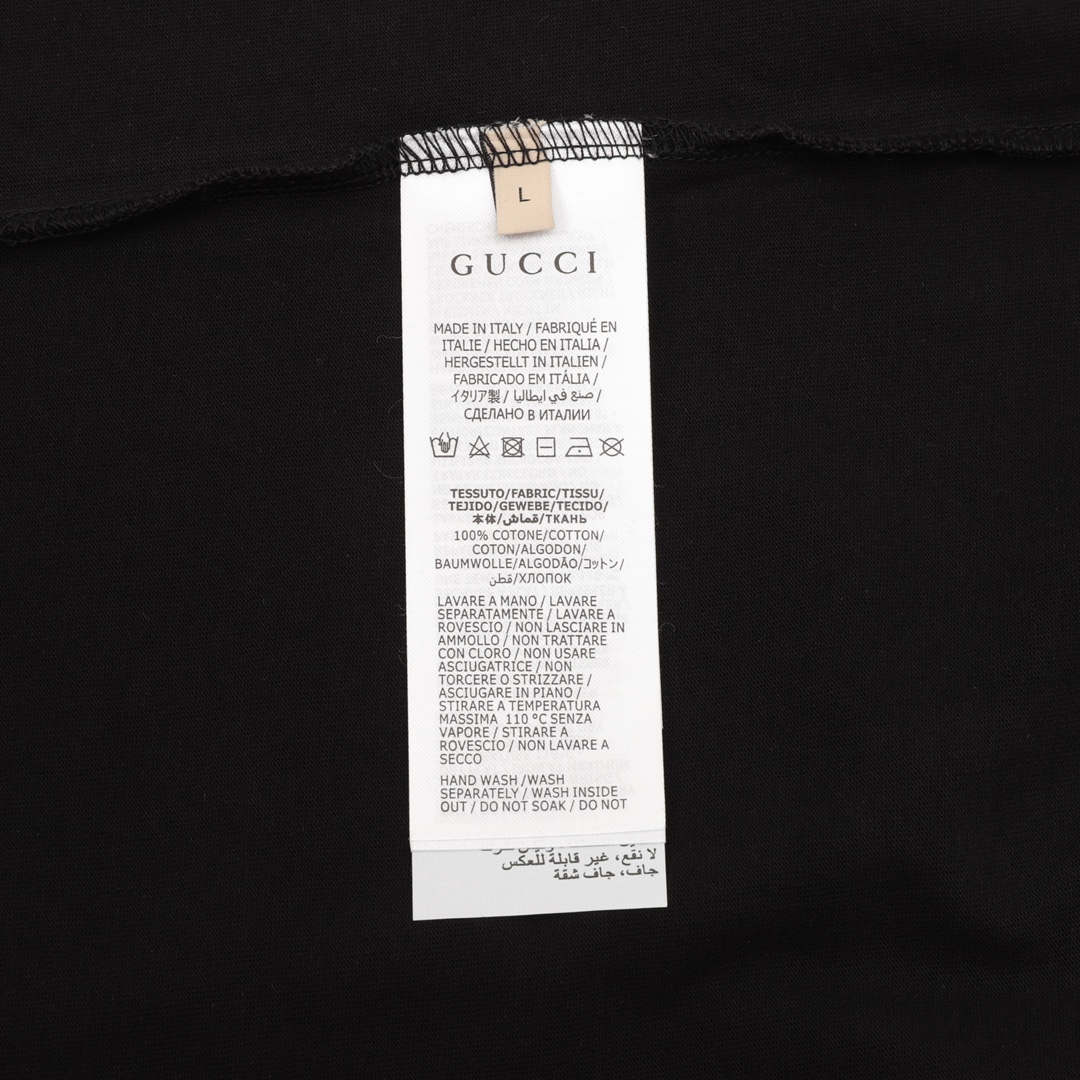 L
GUCCI
MADE IN ITALY / FABRIQUÉ EN
ITALIE / HECHO EN ITALIA /
HERGESTELLT IN ITALIEN /
FABRICADO EM ITÁLIA /
イタリア製 / صنع في ايطاليا /
СДЕЛАНО В ИТАЛИИ
TESSUTO/FABRIC/TISSU/
TEJIDO/GEWEBE/TECIDO/
本体/قماش/ТКАНЬ
100% COTONE/COTTON/
COTON/ALGODON/
BAUMWOLLE/ALGODÃO/コットン/
قطن/ХЛОПОК
LAVARE A MANO / LAVARE
SEPARATAMENTE / LAVARE A
ROVESCIO / NON LASCIARE IN
AMMOLLO / NON TRATTARE
CON CLORO / NON USARE
ASCIUGATRICE / NON
TORCERE O STRIZZARE /
ASCIUGARE IN PIANO /
STIRARE A TEMPERATURA
MASSIMA 110 °C SENZA
VAPORE / STIRARE A
ROVESCIO / NON LAVARE A
SECCO
HAND WASH /WASH
SEPARATELY / WASH INSIDE
OUT / DO NOT SOAK / DO NOT
لا نقع، غير قابلة للعكس
جاف، جاف شقة